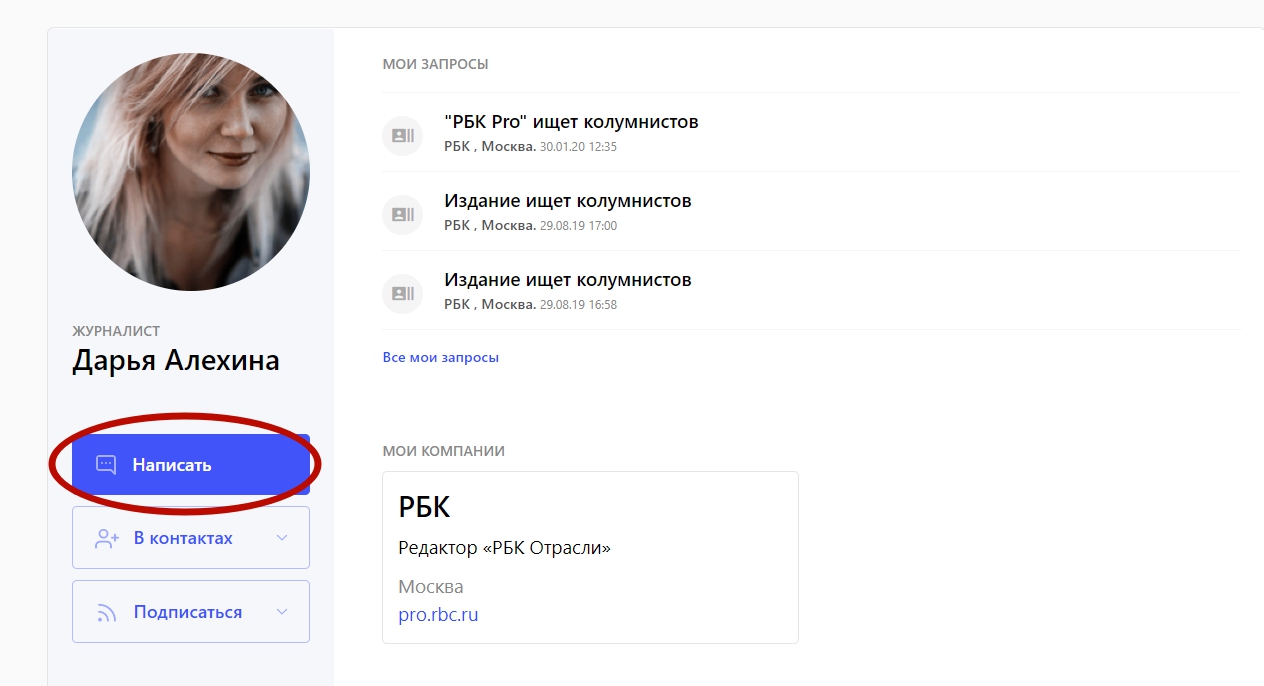 ЖУРНАЛИСТ
Дарья Алехина
Написать
В контактах
Подписаться
МОИ ЗАПРОСЫ
"РБК Pro" ищет колумнистов
РБК , Москва. 30.01.20 12:35
Издание ищет колумнистов
РБК , Москва. 29.08.19 17:00
Издание ищет колумнистов
РБК , Москва. 29.08.19 16:58
Все мои запросы
МОИ КОМПАНИИ
РБК
Редактор «РБК Отрасли»
Москва
pro.rbc.ru